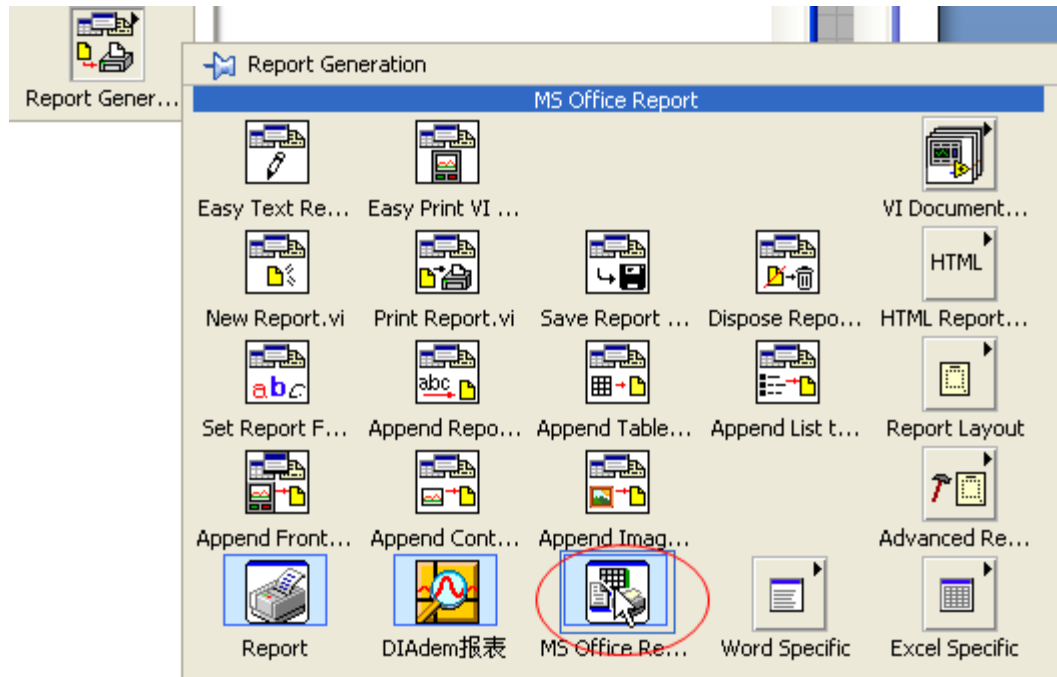 Report Generation
Report Gener...
MS Office Report
Easy Text Re... Easy Print VI ... VI Document...
HTML
New Report.vi Print Report.vi Save Report ... Dispose Repo... HTML Report...
abc
abc
Set Report F... Append Repo... Append Table... Append List t... Report Layout
Append Front... Append Cont... Append Imag... Advanced Re...
Report DIAdem报表 MS Office Re... Word Specific Excel Specific